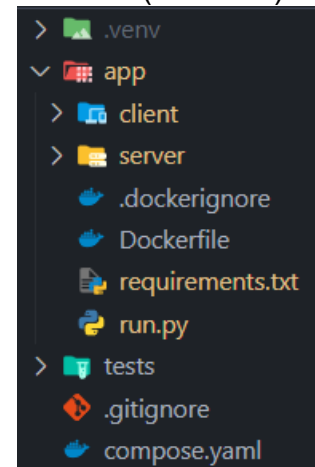 .venv
app
client
server
.dockerignore
Dockerfile
requirements.txt
run.py
tests
.gitignore
compose.yaml